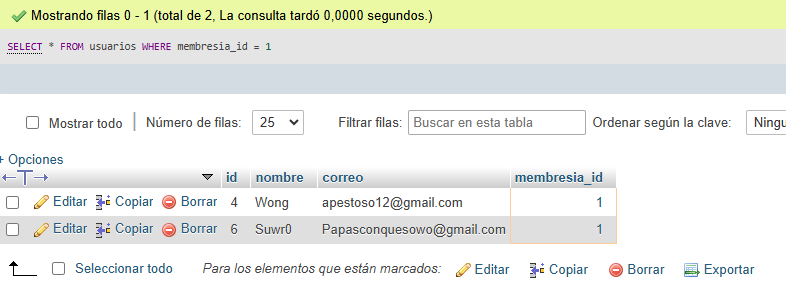 Mostrando filas 0 - 1 (total de 2, La consulta tardó 0,0000 segundos.)
SELECT * FROM usuarios WHERE membresia_id = 1
Mostrar todo | Número de filas: 25 Filtrar filas: Buscar en esta tabla Ordenar según la clave: Ningu
+ Opciones
←T→ id nombre correo membresia_id
Editar Copiar Borrar 4 Wong apestoso12@gmail.com 1
Editar Copiar Borrar 6 Suwr0 Papasconquesowo@gmail.com 1
Seleccionar todo Para los elementos que están marcados: Editar Copiar Borrar Exportar